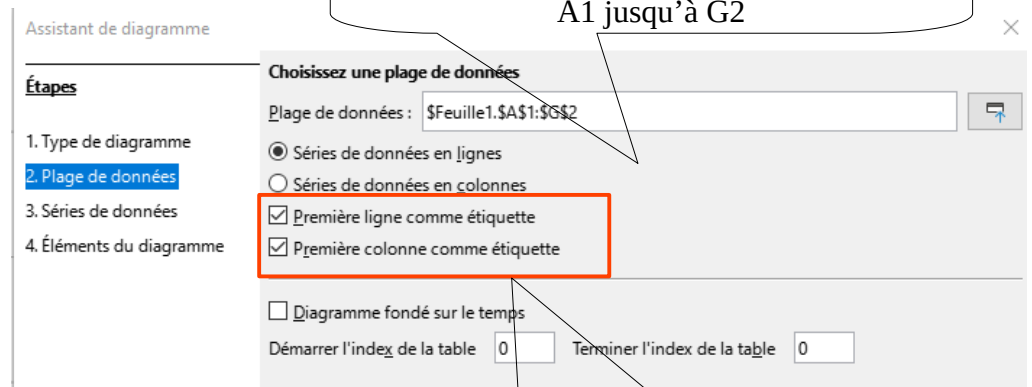 A1 jusqu’à G2
Assistant de diagramme
Étapes
1. Type de diagramme
2. Plage de données
3. Séries de données
4. Éléments du diagramme
Choisissez une plage de données
Plage de données : $Feuille1.$A$1:$G$2
Séries de données en lignes
Séries de données en colonnes
Première ligne comme étiquette
Première colonne comme étiquette
Diagramme fondé sur le temps
Démarrer l'index de la table 0 Terminer l'index de la table 0